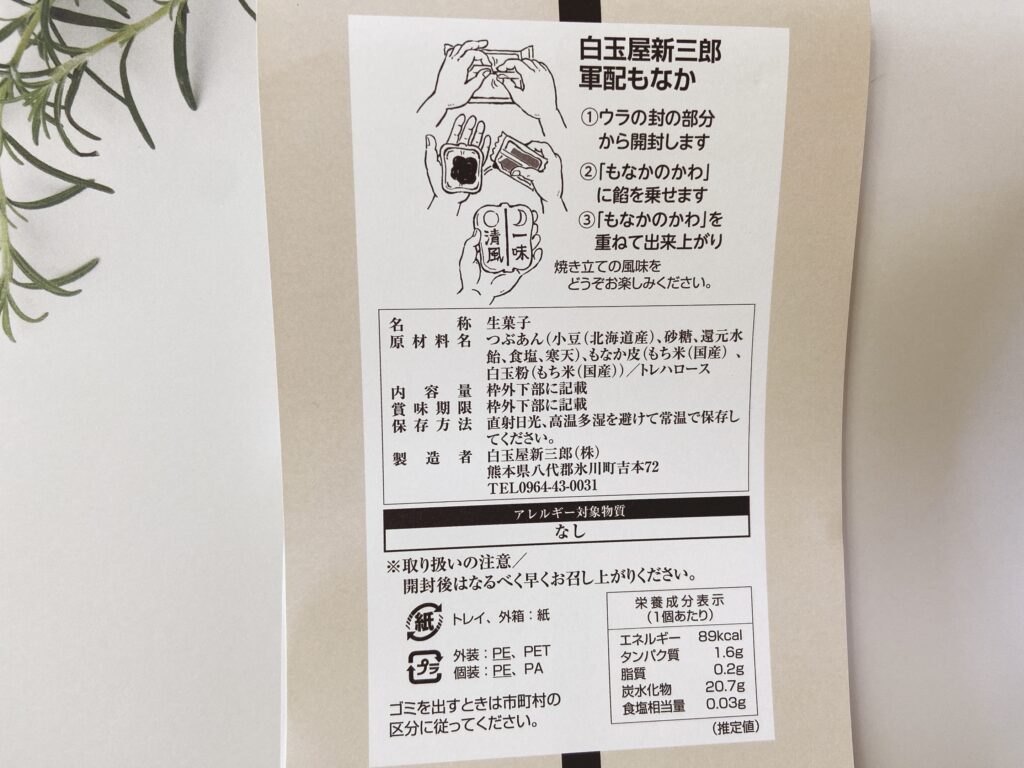 白玉屋新三郎
軍配もなか
①ウラの封の部分
から開封します
②「もなかのかわ」
に餡を乗せます
③「もなかのかわ」を
重ねて出来上がり
焼き立ての風味を
どうぞお楽しみください。
清風
一味
名称 生菓子
原材料名 つぶあん(小豆(北海道産)、砂糖、還元水
飴、食塩、寒天)、もなか皮(もち米(国産)、
白玉粉(もち米(国産))/トレハロース
内容量 枠外下部に記載
賞味期限 枠外下部に記載
保存方法 直射日光、高温多湿を避けて常温で保存し
てください。
製造者 白玉屋新三郎(株)
熊本県八代郡氷川町吉本72
TEL0964-43-0031
アレルギー対象物質
なし
※取り扱いの注意/
開封後はなるべく早くお召し上がりください。
紙 トレイ、外箱:紙
プラ 外装:PE、PET
個装:PE、PA
ゴミを出すときは市町村の
区分に従ってください。
栄養成分表示
(1個あたり)
エネルギー 89kcal
タンパク質 1.6g
脂質 0.2g
炭水化物 20.7g
食塩相当量 0.03g
(推定値)